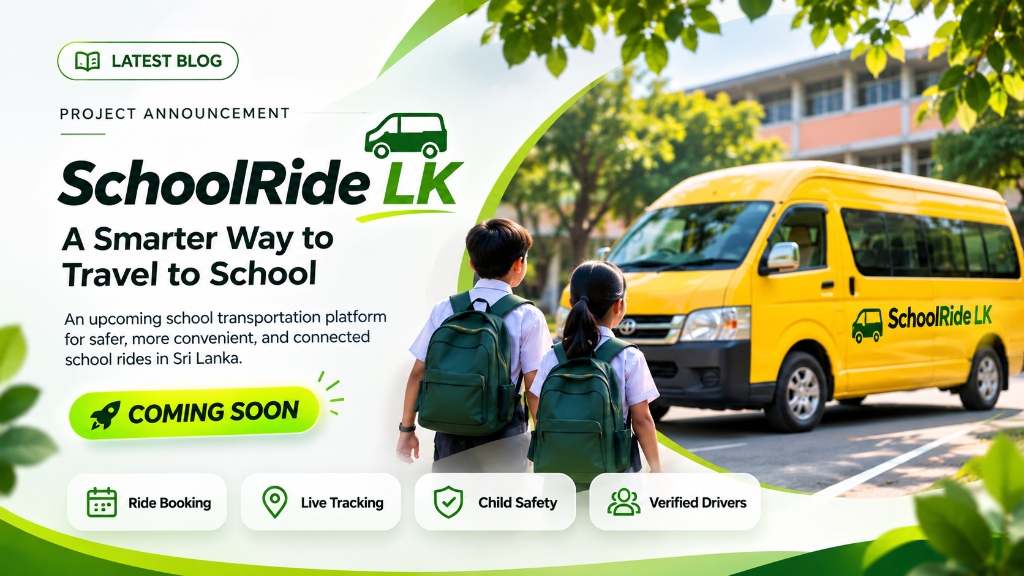 LATEST BLOG
PROJECT ANNOUNCEMENT
SchoolRide LK
A Smarter Way to
Travel to School
An upcoming school transportation platform
for safer, more convenient, and connected
school rides in Sri Lanka.
COMING SOON
SchoolRide LK
Ride Booking
Live Tracking
Child Safety
Verified Drivers